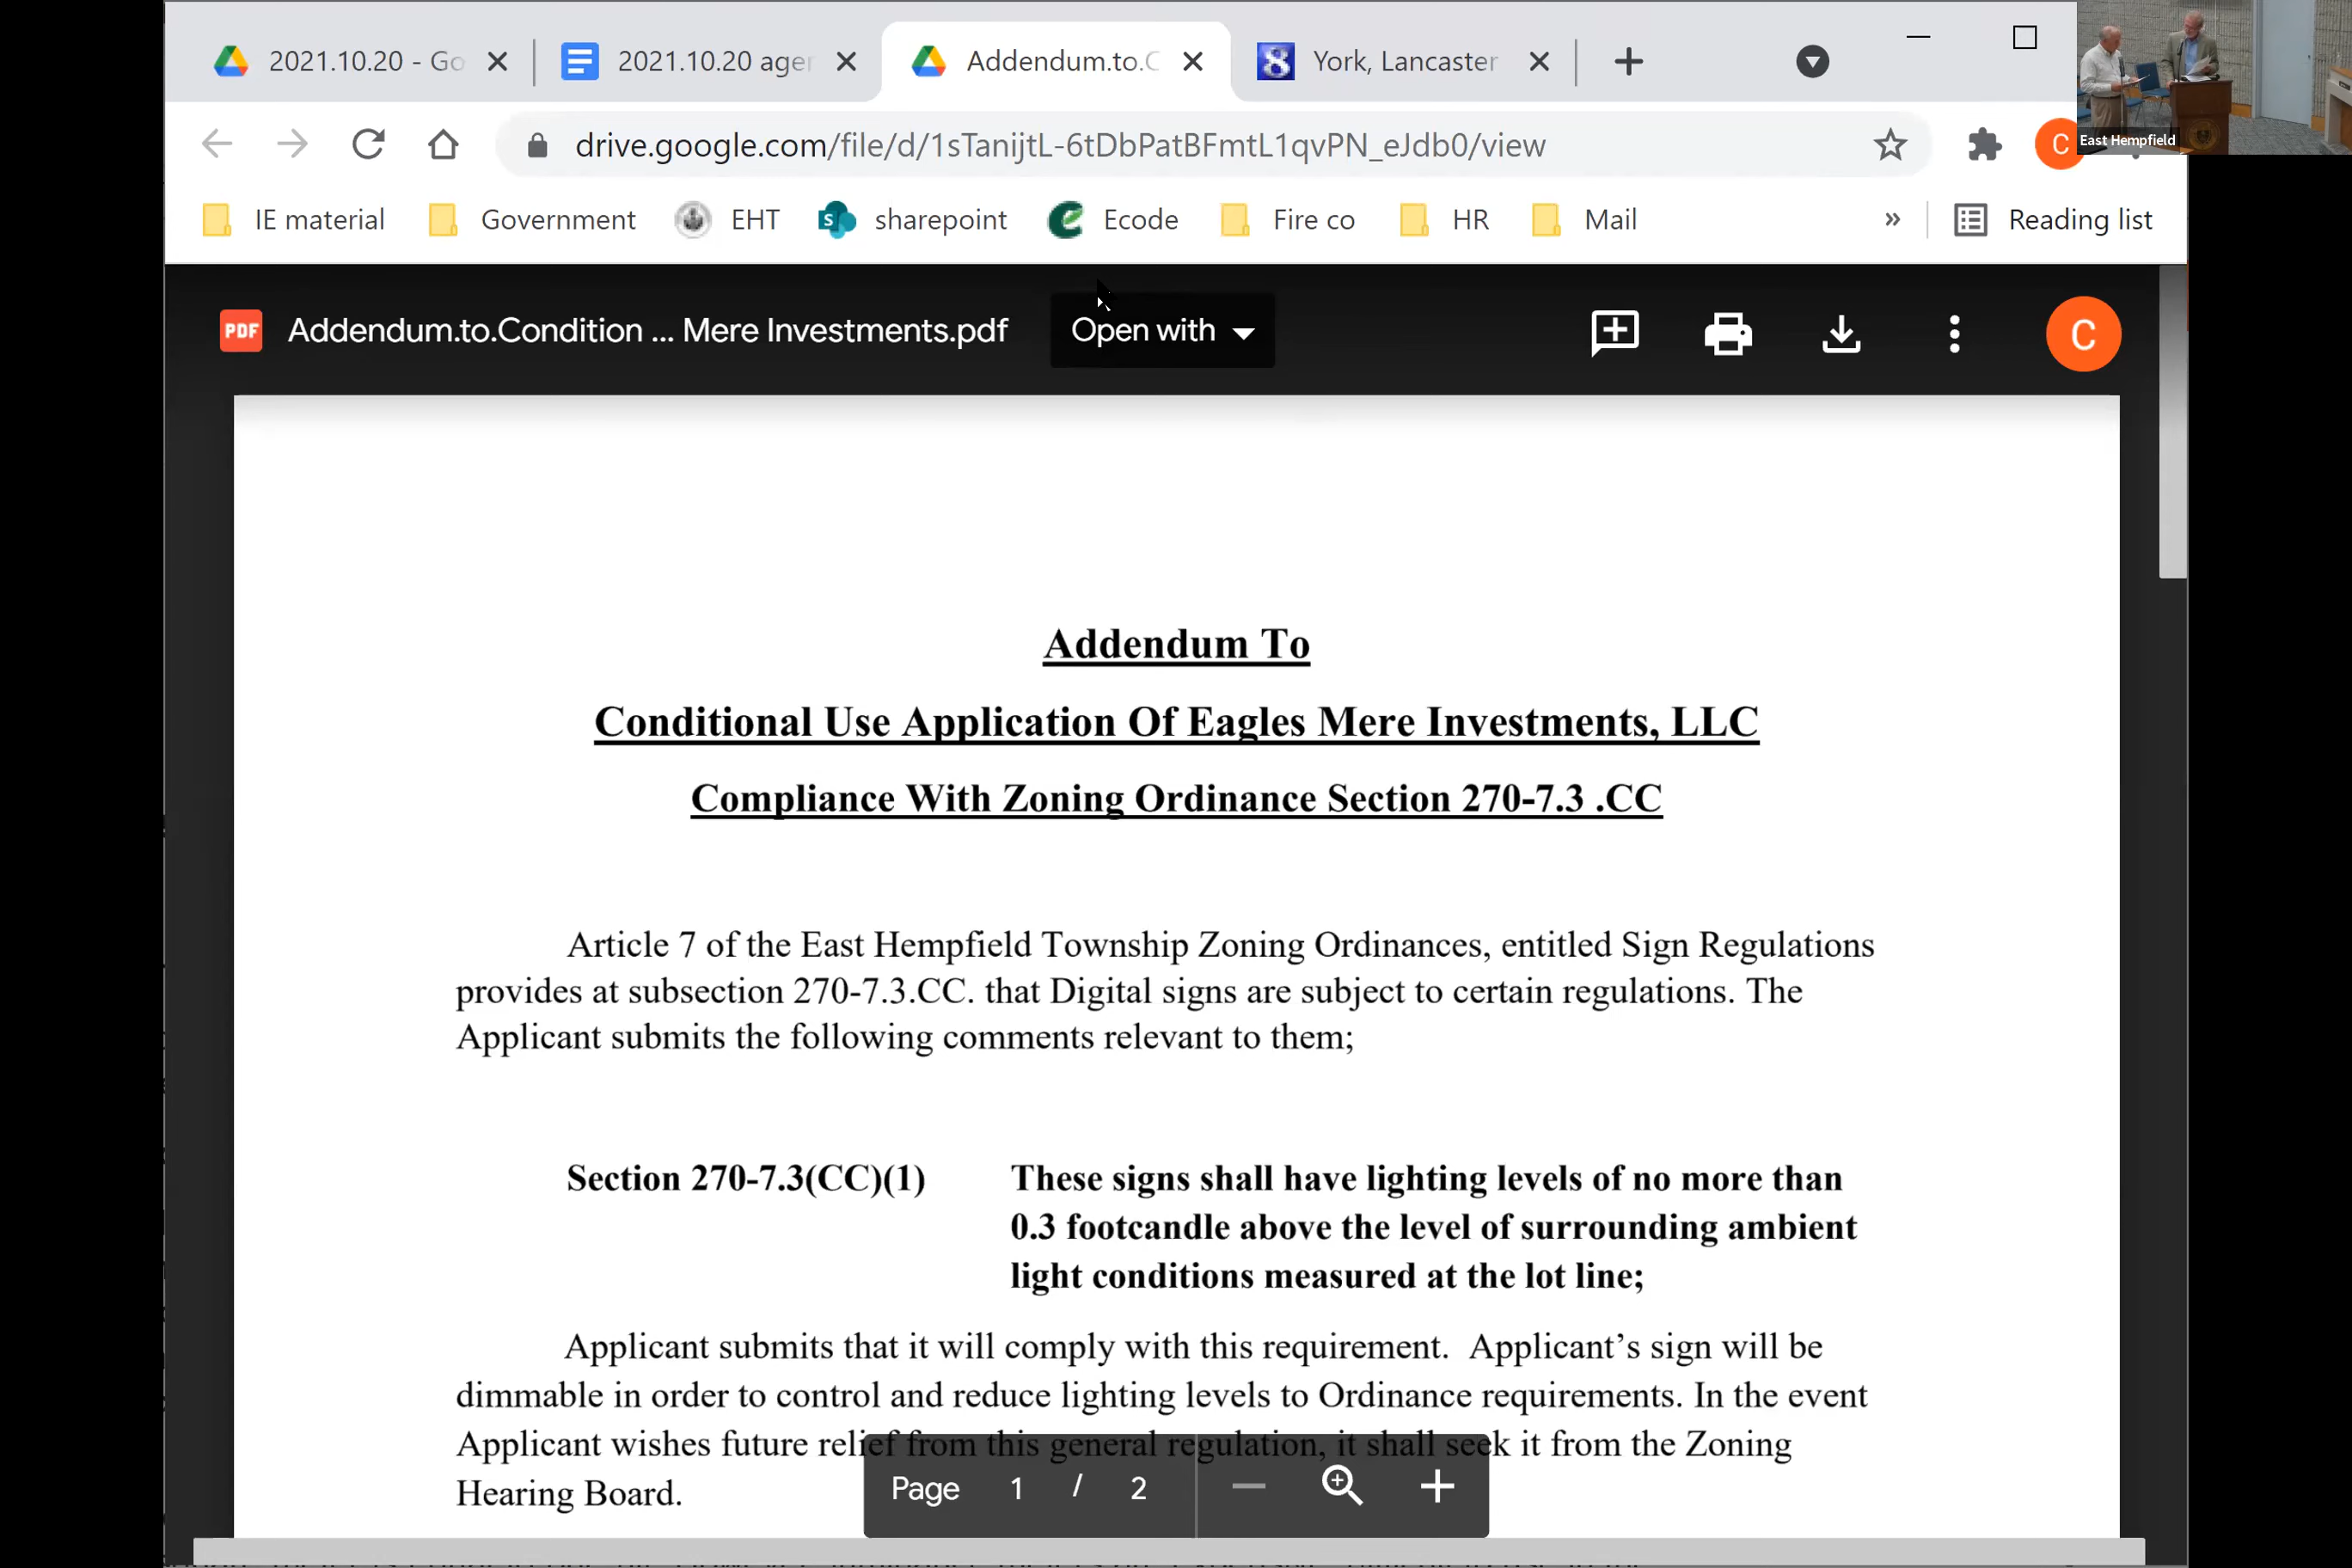 2021.10.20 - Go
2021.10.20 ager
Addendum.to.C
York, Lancaster
drive.google.com/file/d/1sTanijtL-6tDbPatBFmtL1qvPN_eJdb0/view
C
East Hempfield
IE material
Government
EHT
sharepoint
Ecode
Fire co
HR
Mail
»
Reading list
PDF
Addendum.to.Condition ... Mere Investments.pdf
Open with
C
Addendum To
Conditional Use Application Of Eagles Mere Investments, LLC
Compliance With Zoning Ordinance Section 270-7.3 .CC
Article 7 of the East Hempfield Township Zoning Ordinances, entitled Sign Regulations
provides at subsection 270-7.3.CC. that Digital signs are subject to certain regulations. The
Applicant submits the following comments relevant to them;
Section 270-7.3(CC)(1) These signs shall have lighting levels of no more than
0.3 footcandle above the level of surrounding ambient
light conditions measured at the lot line;
Applicant submits that it will comply with this requirement. Applicant's sign will be
dimmable in order to control and reduce lighting levels to Ordinance requirements. In the event
Applicant wishes future relief from this general regulation, it shall seek it from the Zoning
Hearing Board.
Page 1 / 2